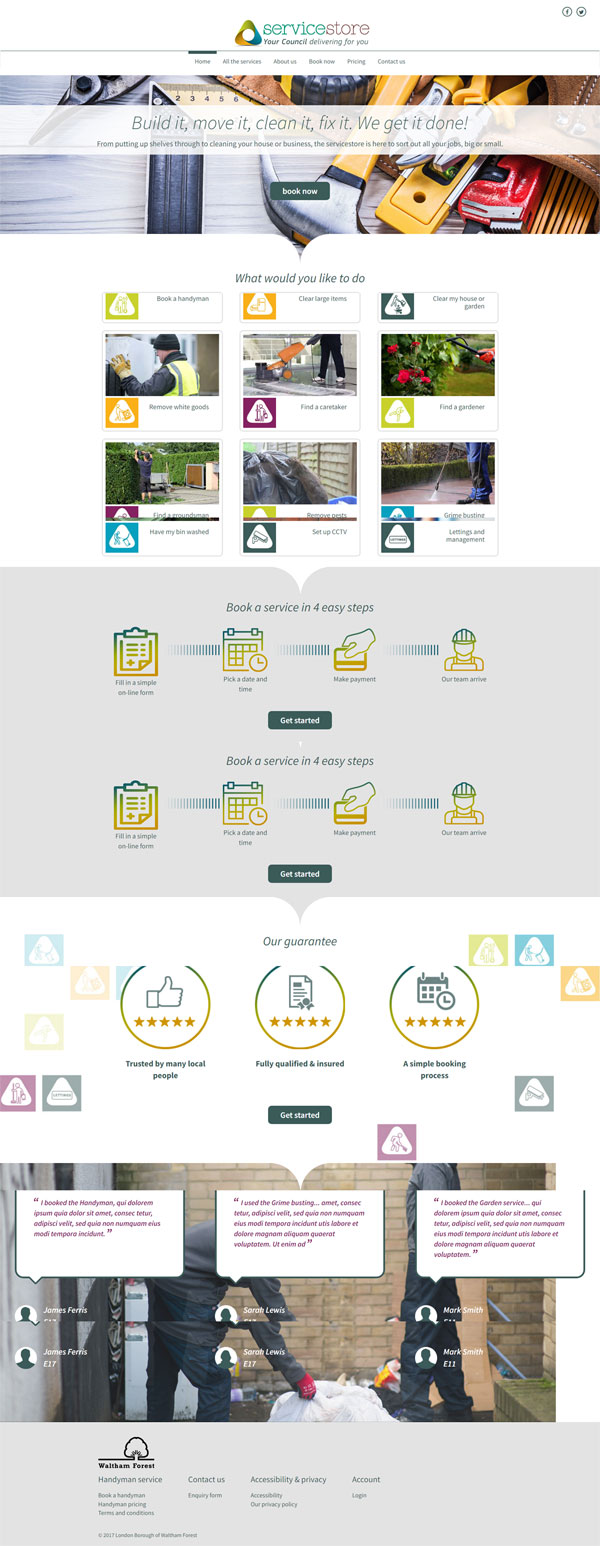 servicestore
Your Council delivering for you
Home All the services About us Book now Pricing Contact us
Build it, move it, clean it, fix it. We get it done!
From putting up shelves through to cleaning your house or business, the servicestore is here to sort out all your jobs, big or small.
book now
What would you like to do
Book a handyman
Clear large items
Clear my house or
garden
Remove white goods
Find a caretaker
Find a gardener
Find a groundsman
Remove pests
Grime busting
Have my bin washed
Set up CCTV
LETTINGS
Lettings and
management
Book a service in 4 easy steps
Fill in a simple
on-line form
Pick a date and
time
Make payment
Our team arrive
Get started
Book a service in 4 easy steps
Fill in a simple
on-line form
Pick a date and
time
Make payment
Our team arrive
Get started
Our guarantee
Trusted by many local
people
Fully qualified & insured
A simple booking
process
LETTINGS
Get started
“ I booked the Handyman, qui dolorem
ipsum quia dolor sit amet, consec tetur,
adipisci velit, sed quia non numquam eius
modi tempora incidunt. ”
“ I used the Grime busting... amet, consec
tetur, adipisci velit, sed quia non numquam
eius modi tempora incidunt utis labore et
dolore magnam aliquam quaerat
voluptatem. Ut enim ad ”
“ I booked the Garden service... qui
dolorem ipsum quia dolor sit amet, consec
tetur, adipisci velit, sed quia non numquam
eius modi tempora incidunt utis labore et
dolore magnam aliquam quaerat
voluptatem. ”
James Ferris
E17
Sarah Lewis
E17
Mark Smith
E11
James Ferris
E17
Sarah Lewis
E17
Mark Smith
E11
Waltham Forest
Handyman service
Book a handyman
Handyman pricing
Terms and conditions
Contact us
Enquiry form
Accessibility & privacy
Accessibility
Our privacy policy
Account
Login
© 2017 London Borough of Waltham Forest